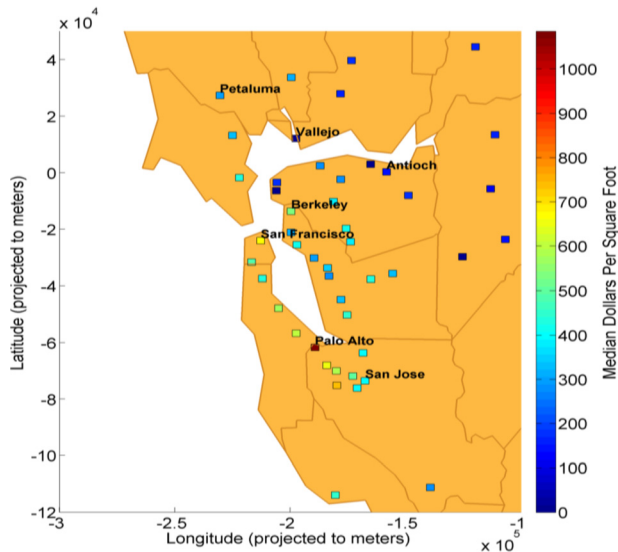 x 10^4
4
2
0
-2
-4
-6
-8
-10
-12
Latitude (projected to meters)
Petaluma
Vallejo
Antioch
Berkeley
San Francisco
Palo Alto
San Jose
-3
-2.5
-2
-1.5
-1
x 10^5
Longitude (projected to meters)
1000
900
800
700
600
500
400
300
200
100
0
Median Dollars Per Square Foot